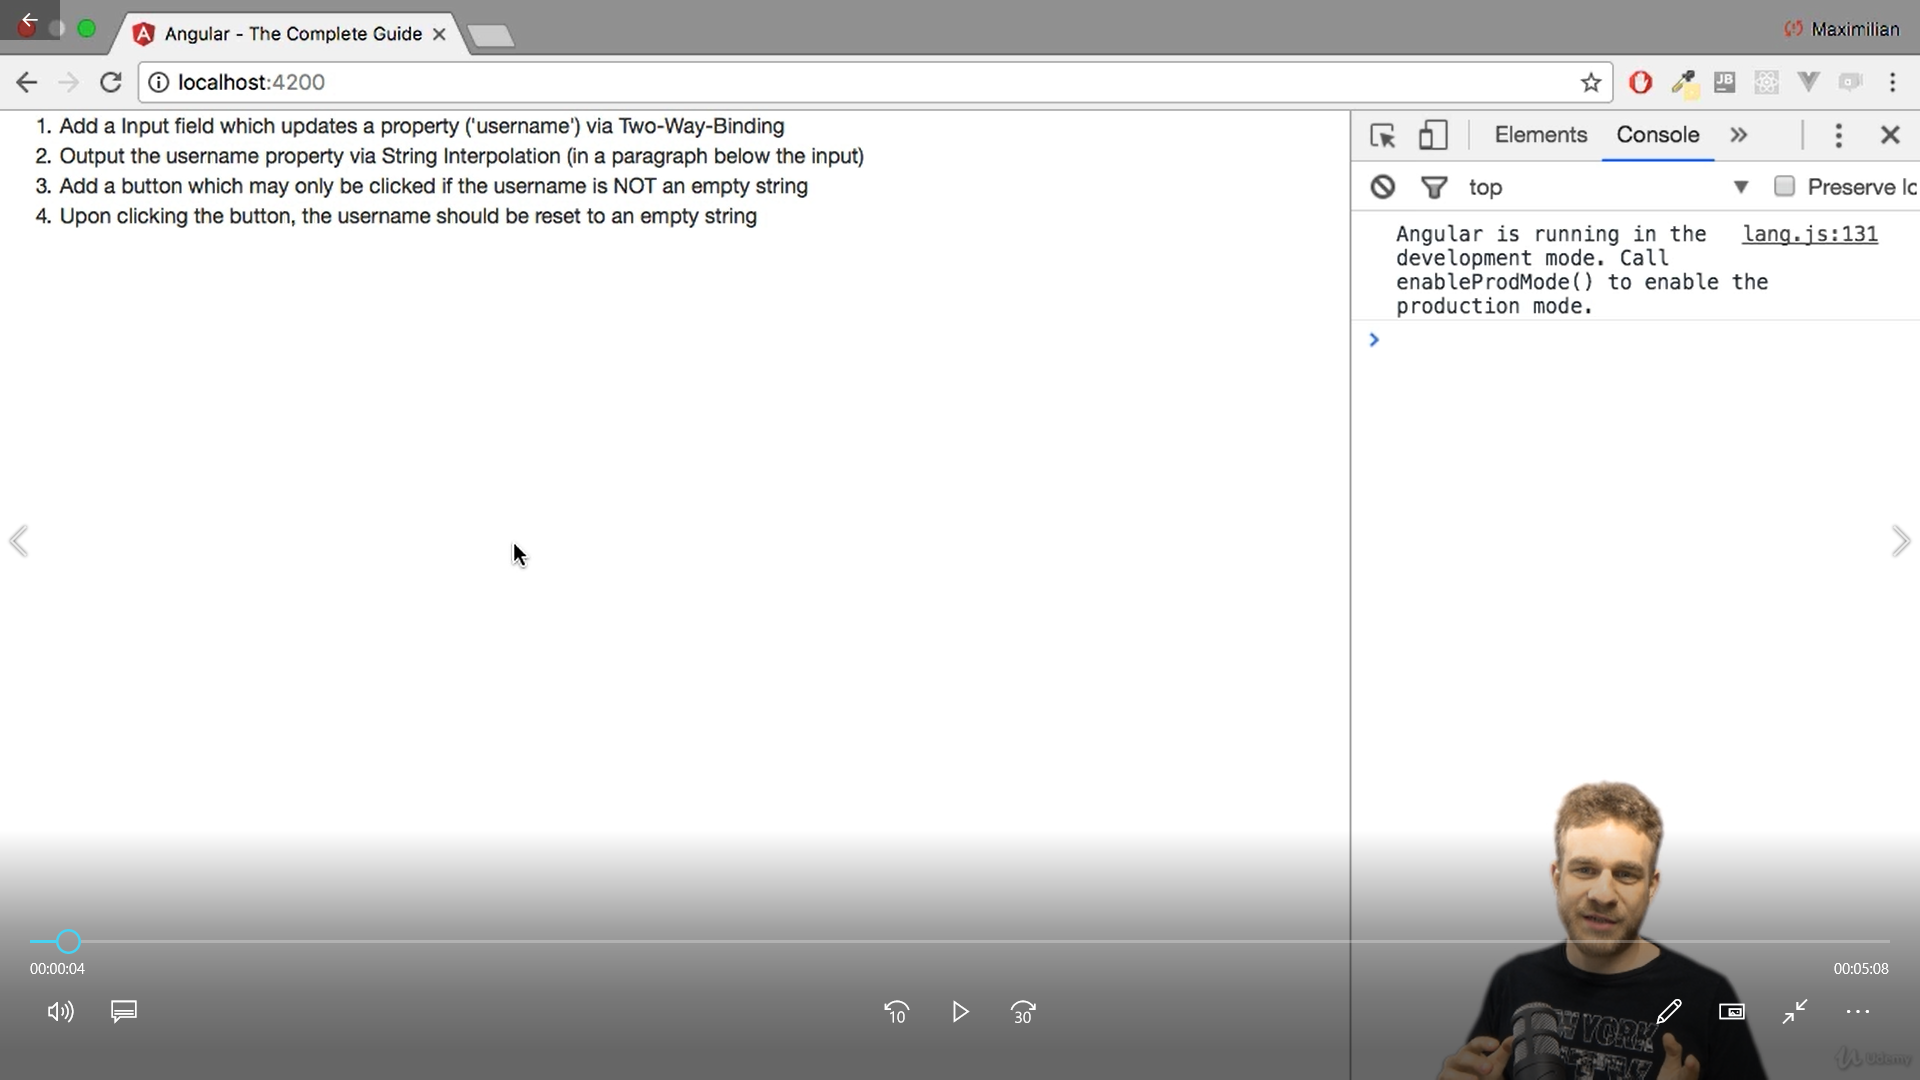 Angular - The Complete Guide
Maximilian
localhost:4200
JB
1. Add a Input field which updates a property ('username') via Two-Way-Binding
2. Output the username property via String Interpolation (in a paragraph below the input)
3. Add a button which may only be clicked if the username is NOT an empty string
4. Upon clicking the button, the username should be reset to an empty string
Elements Console
top
Preserve lo
Angular is running in the lang.js:131
development mode. Call
enableProdMode() to enable the
production mode.
00:00:04
00:05:08
10
30
YORK
Udemy